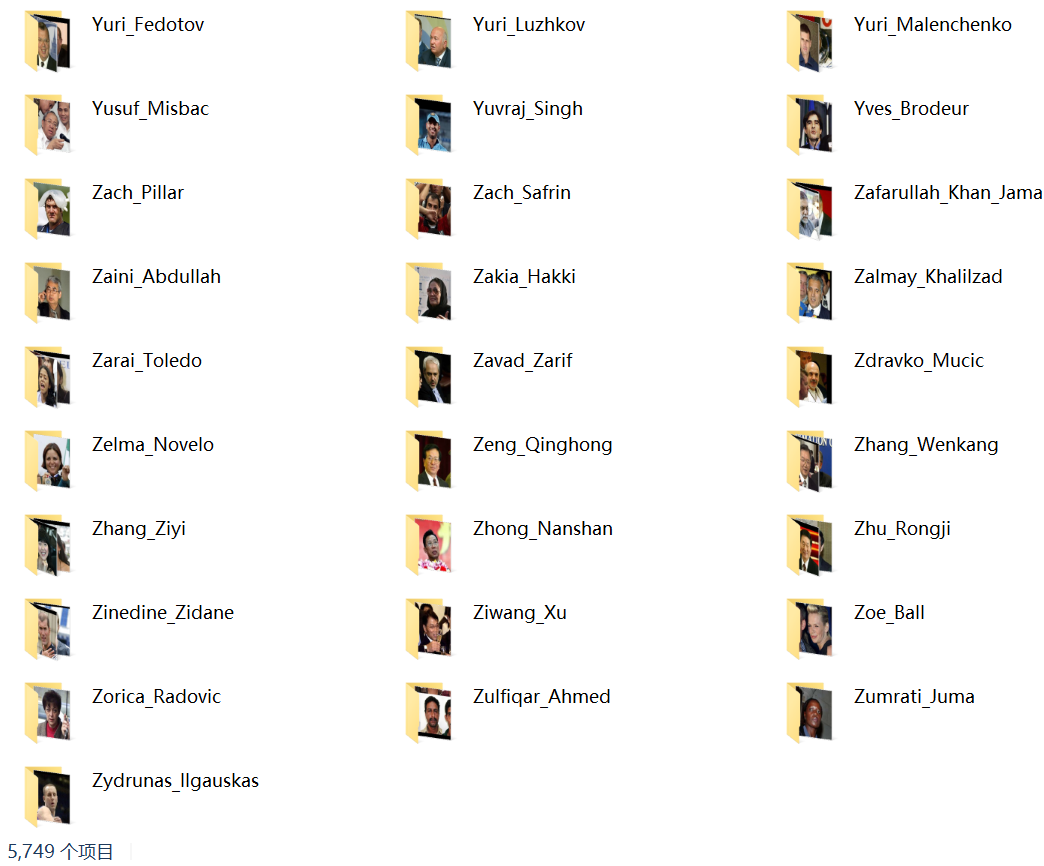 Yuri_Fedotov
Yuri_Luzhkov
Yuri_Malenchenko
Yusuf_Misbac
Yuvraj_Singh
Yves_Brodeur
Zach_Pillar
Zach_Safrin
Zafarullah_Khan_Jama
Zaini_Abdullah
Zakia_Hakki
Zalmay_Khalilzad
Zarai_Toledo
Zavad_Zarif
Zdravko_Mucic
Zelma_Novelo
Zeng_Qinghong
Zhang_Wenkang
Zhang_Ziyi
Zhong_Nanshan
Zhu_Rongji
Zinedine_Zidane
Ziwang_Xu
Zoe_Ball
Zorica_Radovic
Zulfiqar_Ahmed
Zumrati_Juma
Zydrunas_Ilgauskas
5,749 个项目